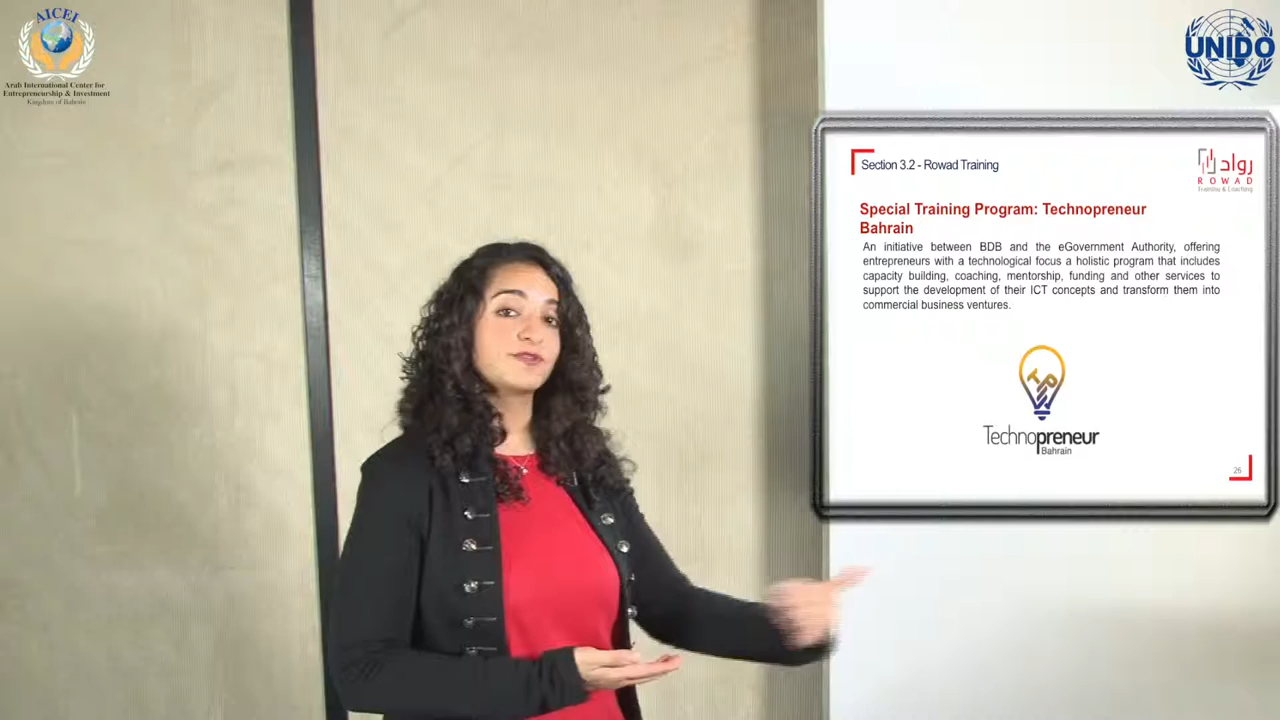 AICEI
Arab International Center for
Entrepreneurship & Investment
Kingdom of Bahrain
UNIDO
Section 3.2 - Rowad Training
رواد
ROWAD
Training & Coaching
Special Training Program: Technopreneur
Bahrain
An initiative between BDB and the eGovernment Authority, offering
entrepreneurs with a technological focus a holistic program that includes
capacity building, coaching, mentorship, funding and other services to
support the development of their ICT concepts and transform them into
commercial business ventures.
Technopreneur
Bahrain
26